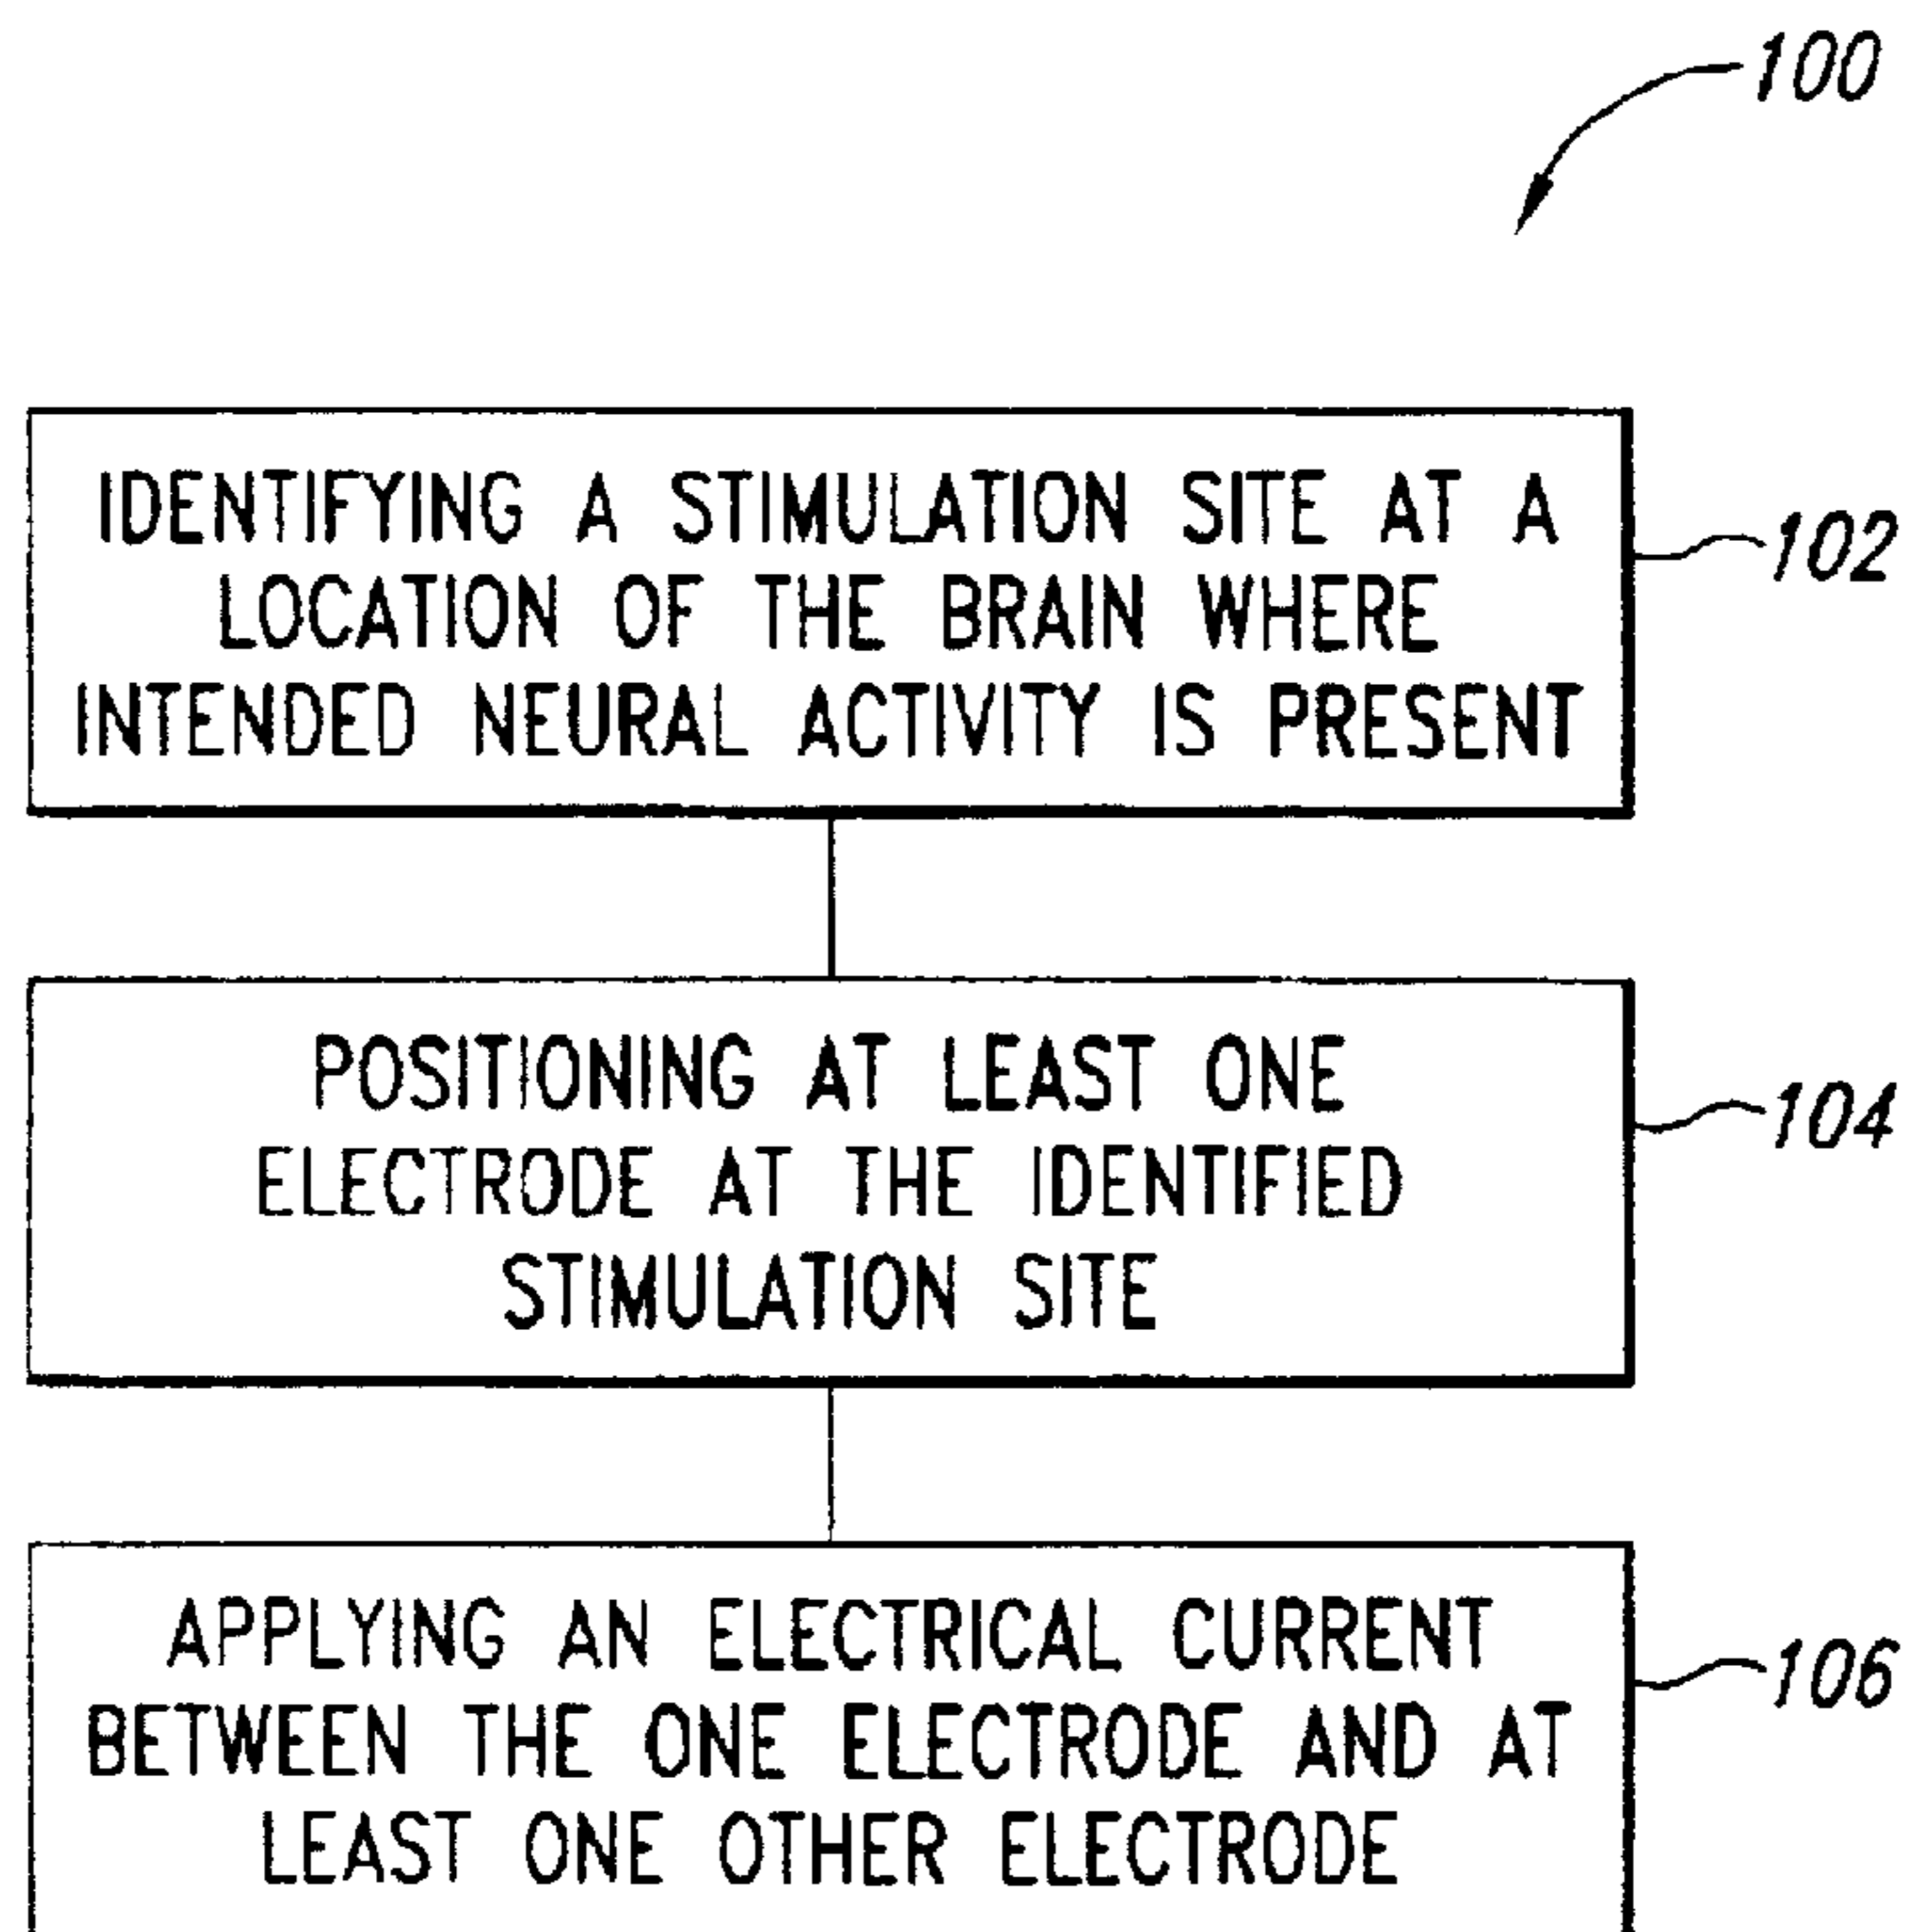 100
IDENTIFYING A STIMULATION SITE AT A
LOCATION OF THE BRAIN WHERE
INTENDED NEURAL ACTIVITY IS PRESENT
102
POSITIONING AT LEAST ONE
ELECTRODE AT THE IDENTIFIED
STIMULATION SITE
104
APPLYING AN ELECTRICAL CURRENT
BETWEEN THE ONE ELECTRODE AND AT
LEAST ONE OTHER ELECTRODE
106